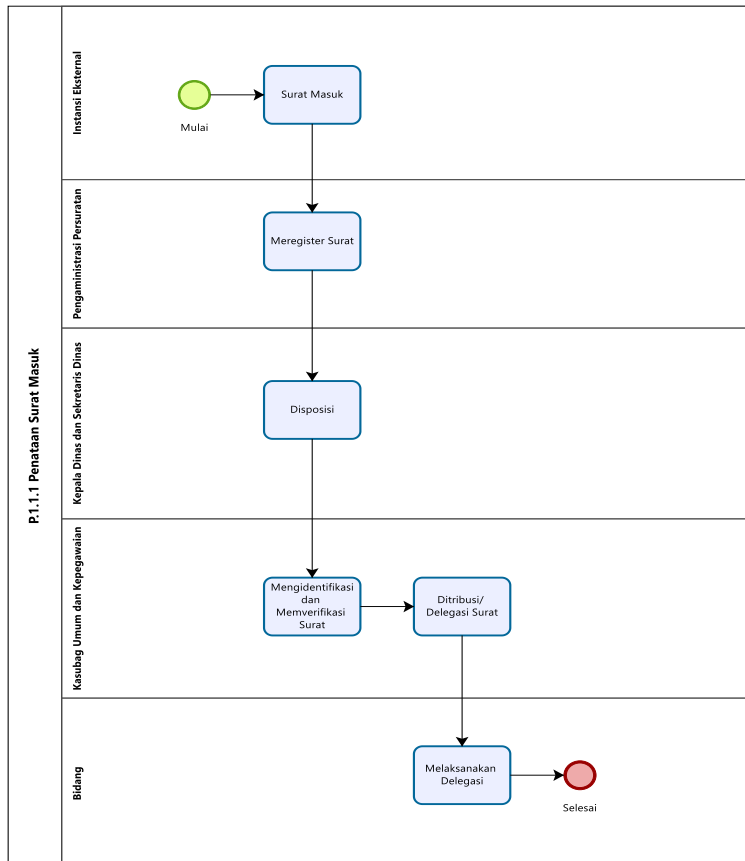 P.1.1.1 Penataan Surat Masuk
Instansi Eksternal
Mulai
Surat Masuk
Pengaministrasi Persuratan
Meregister Surat
Kepala Dinas dan Sekretaris Dinas
Disposisi
Kasubag Umum dan Kepegawaian
Mengidentifikasi
dan
Memverifikasi
Surat
Ditribusi/
Delegasi Surat
Bidang
Melaksanakan
Delegasi
Selesai